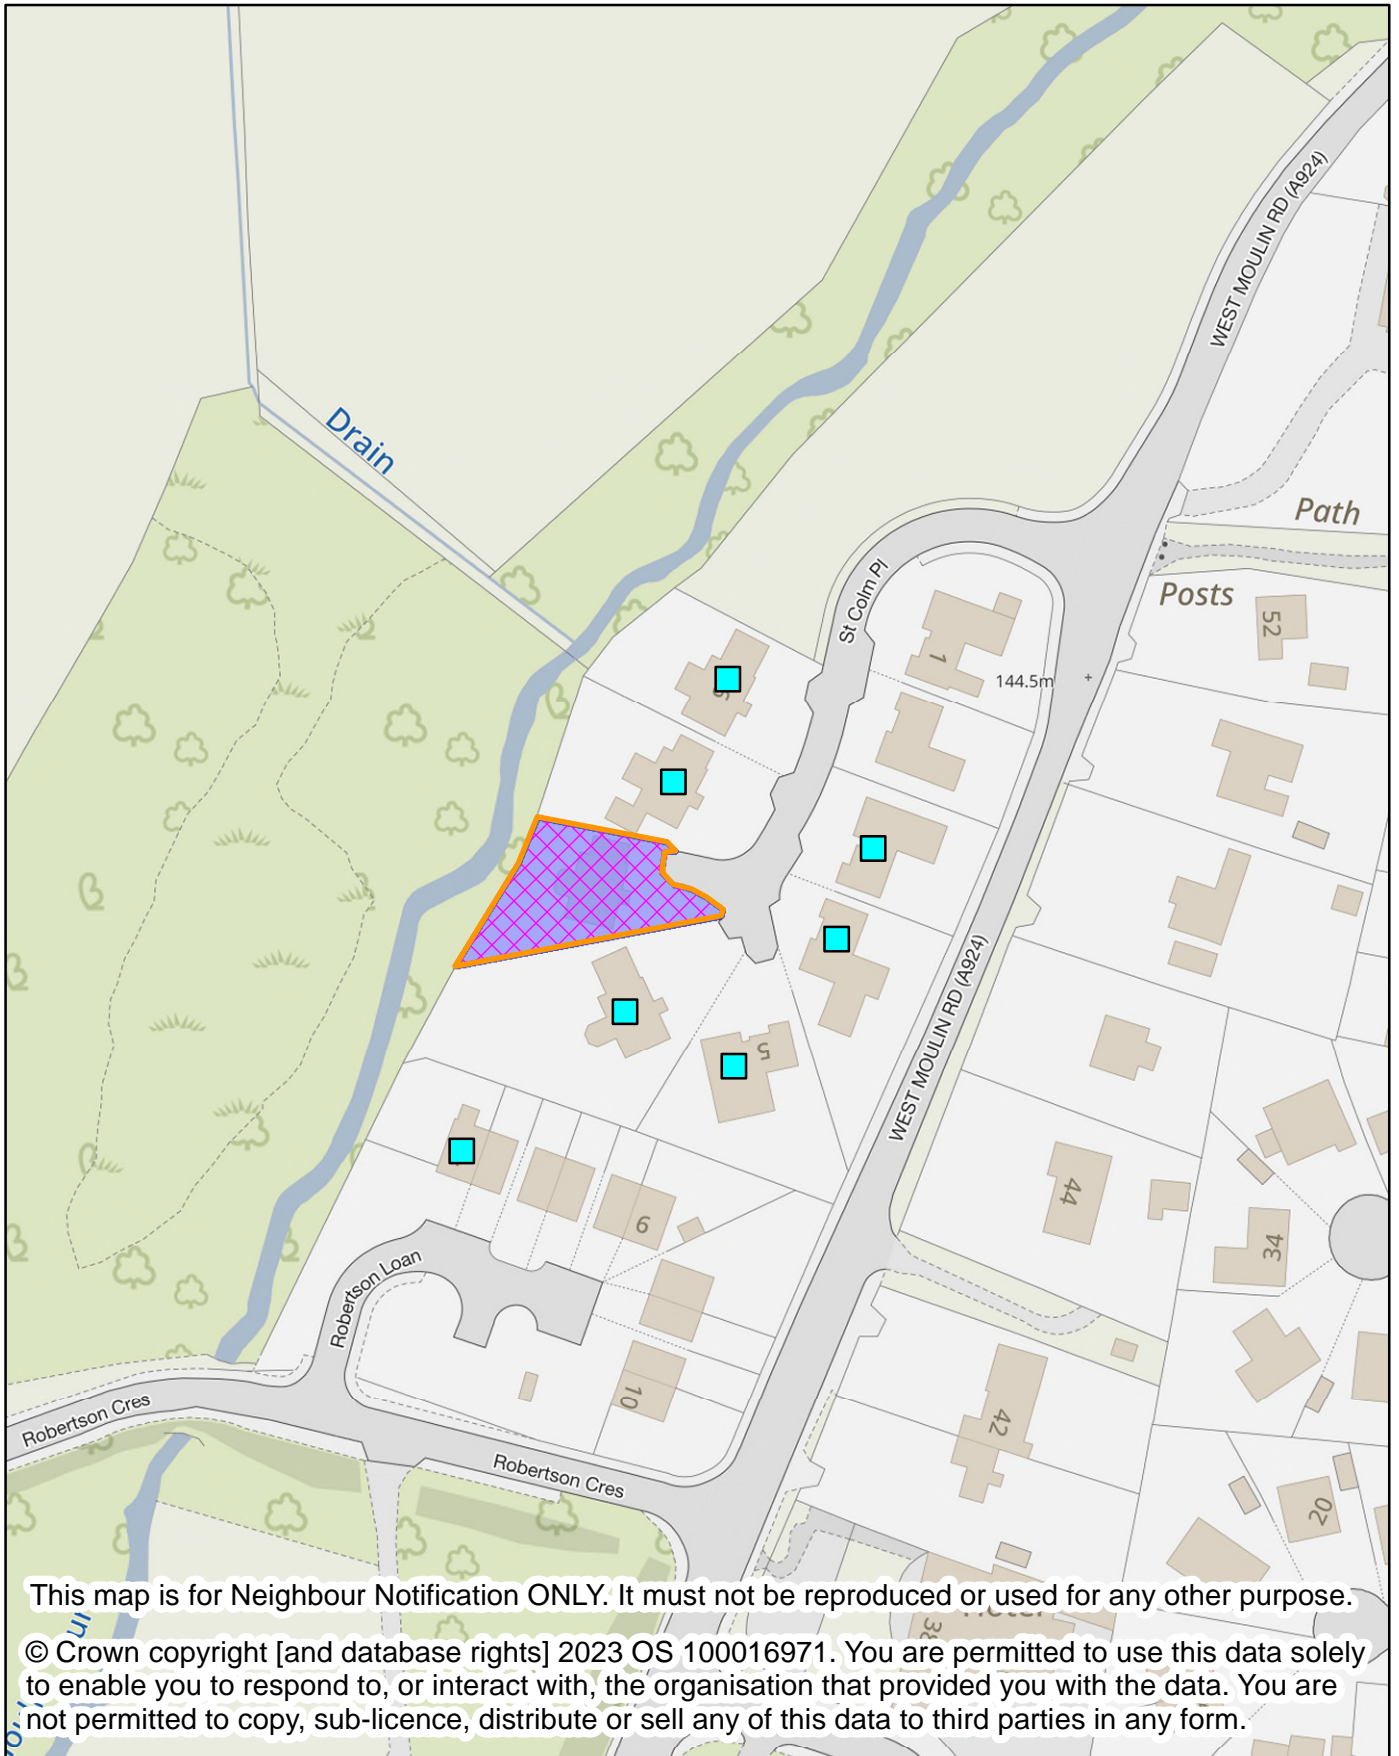 WEST MOULIN RD (A924)
Drain
Path
St Colm Pl
Posts
52
1
144.5m
WEST MOULIN RD (A924)
5
44
6
34
Robertson Loan
10
42
Robertson Cres
Robertson Cres
20
This map is for Neighbour Notification ONLY. It must not be reproduced or used for any other purpose.
Hotel
38
© Crown copyright [and database rights] 2023 OS 100016971. You are permitted to use this data solely
to enable you to respond to, or interact with, the organisation that provided you with the data. You are
not permitted to copy, sub-licence, distribute or sell any of this data to third parties in any form.